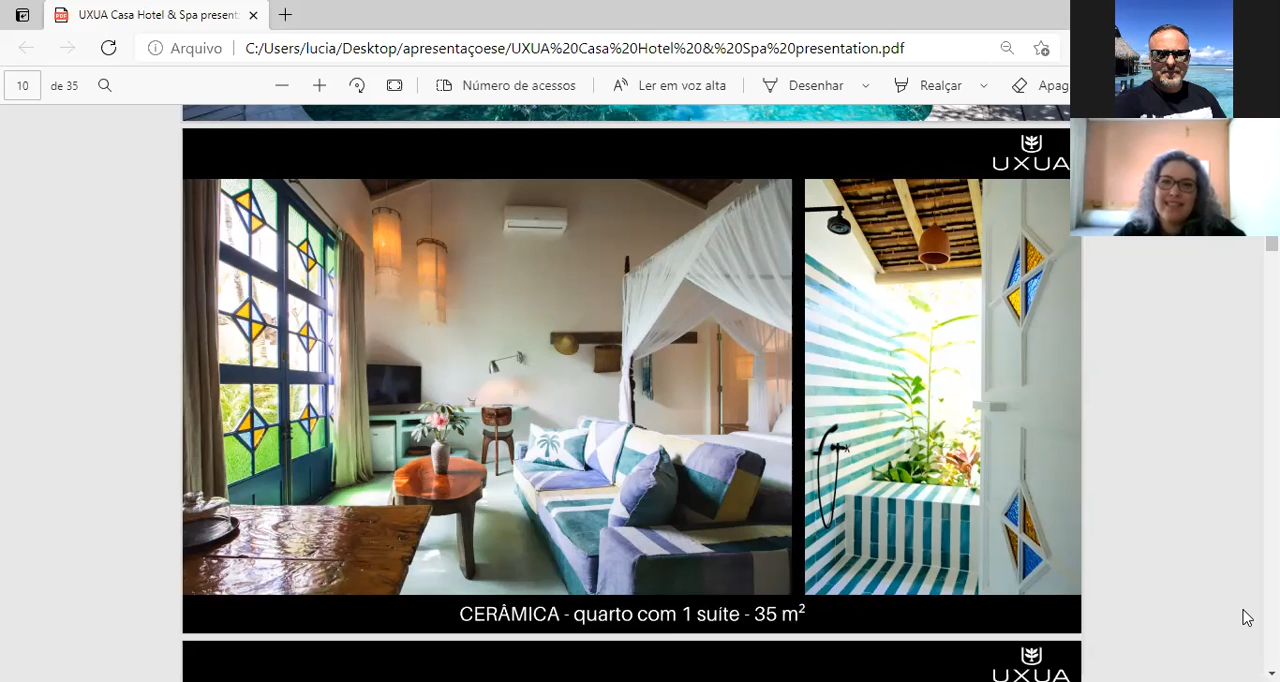 UXUA Casa Hotel & Spa present
Arquivo
C:/Users/lucia/Desktop/apresentaçoese/UXUA%20Casa%20Hotel%20&%20Spa%20presentation.pdf
10
de 35
Número de acessos
Ler em voz alta
Desenhar
Realçar
Apag
UXUA
CERÂMICA - quarto com 1 suíte - 35 m²
UXUA